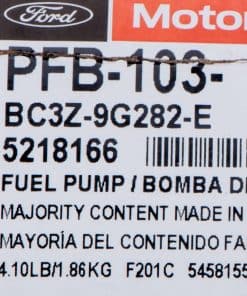 Ford Motor
PFB-103-
BC3Z-9G282-E
5218166
FUEL PUMP / BOMBA D
MAJORITY CONTENT MADE IN
MAYORÍA DEL CONTENIDO FA
4.10LB/1.86KG F201C 5458155